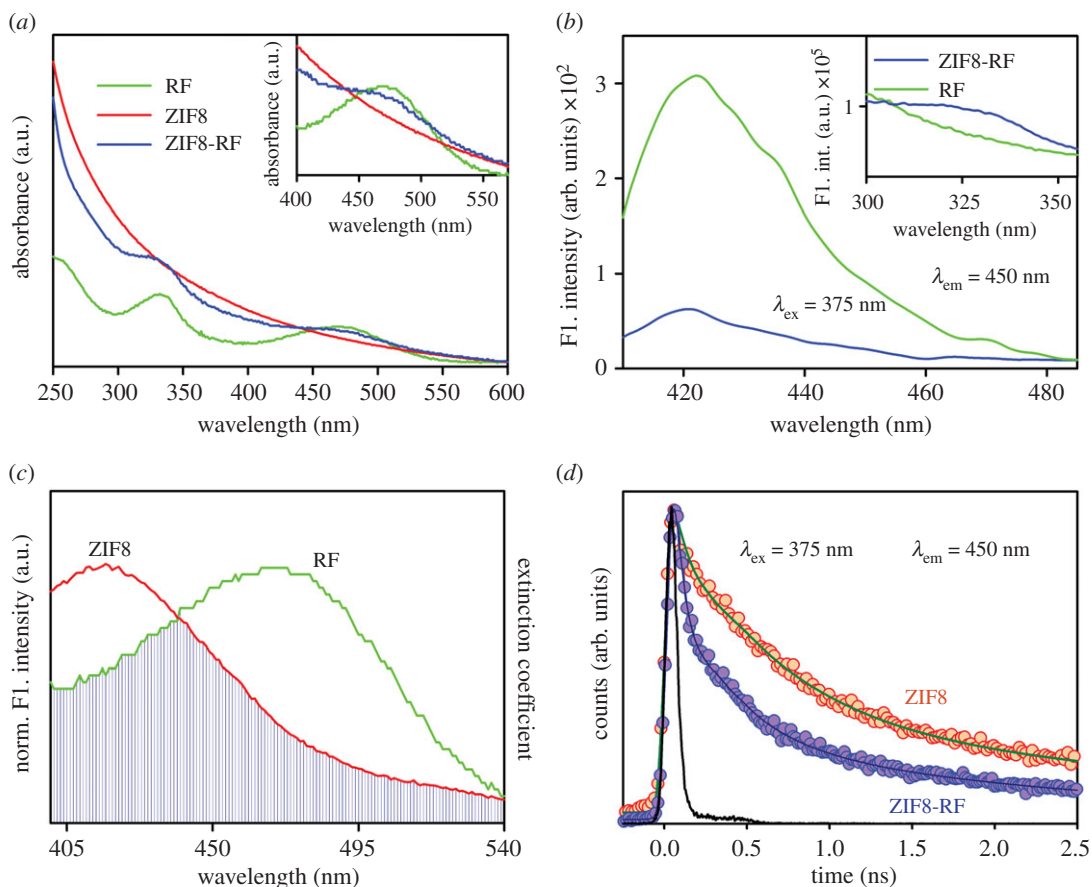 (a)
absorbance (a.u.)
RF
ZIF8
ZIF8-RF
absorbance (a.u.)
400 450 500 550
wavelength (nm)
250 300 350 400 450 500 550 600
wavelength (nm)
(b)
F1. intensity (arb. units) ×10²
3
2
1
0
F1. int. (a.u.) ×10⁵
1
ZIF8-RF
RF
300 325 350
wavelength (nm)
λem = 450 nm
λex = 375 nm
420 440 460 480
wavelength (nm)
(c)
norm. F1. intensity (a.u.)
ZIF8
RF
extinction coefficient
405 450 495 540
wavelength (nm)
(d)
counts (arb. units)
λex = 375 nm λem = 450 nm
ZIF8
ZIF8-RF
0.0 0.5 1.0 1.5 2.0 2.5
time (ns)